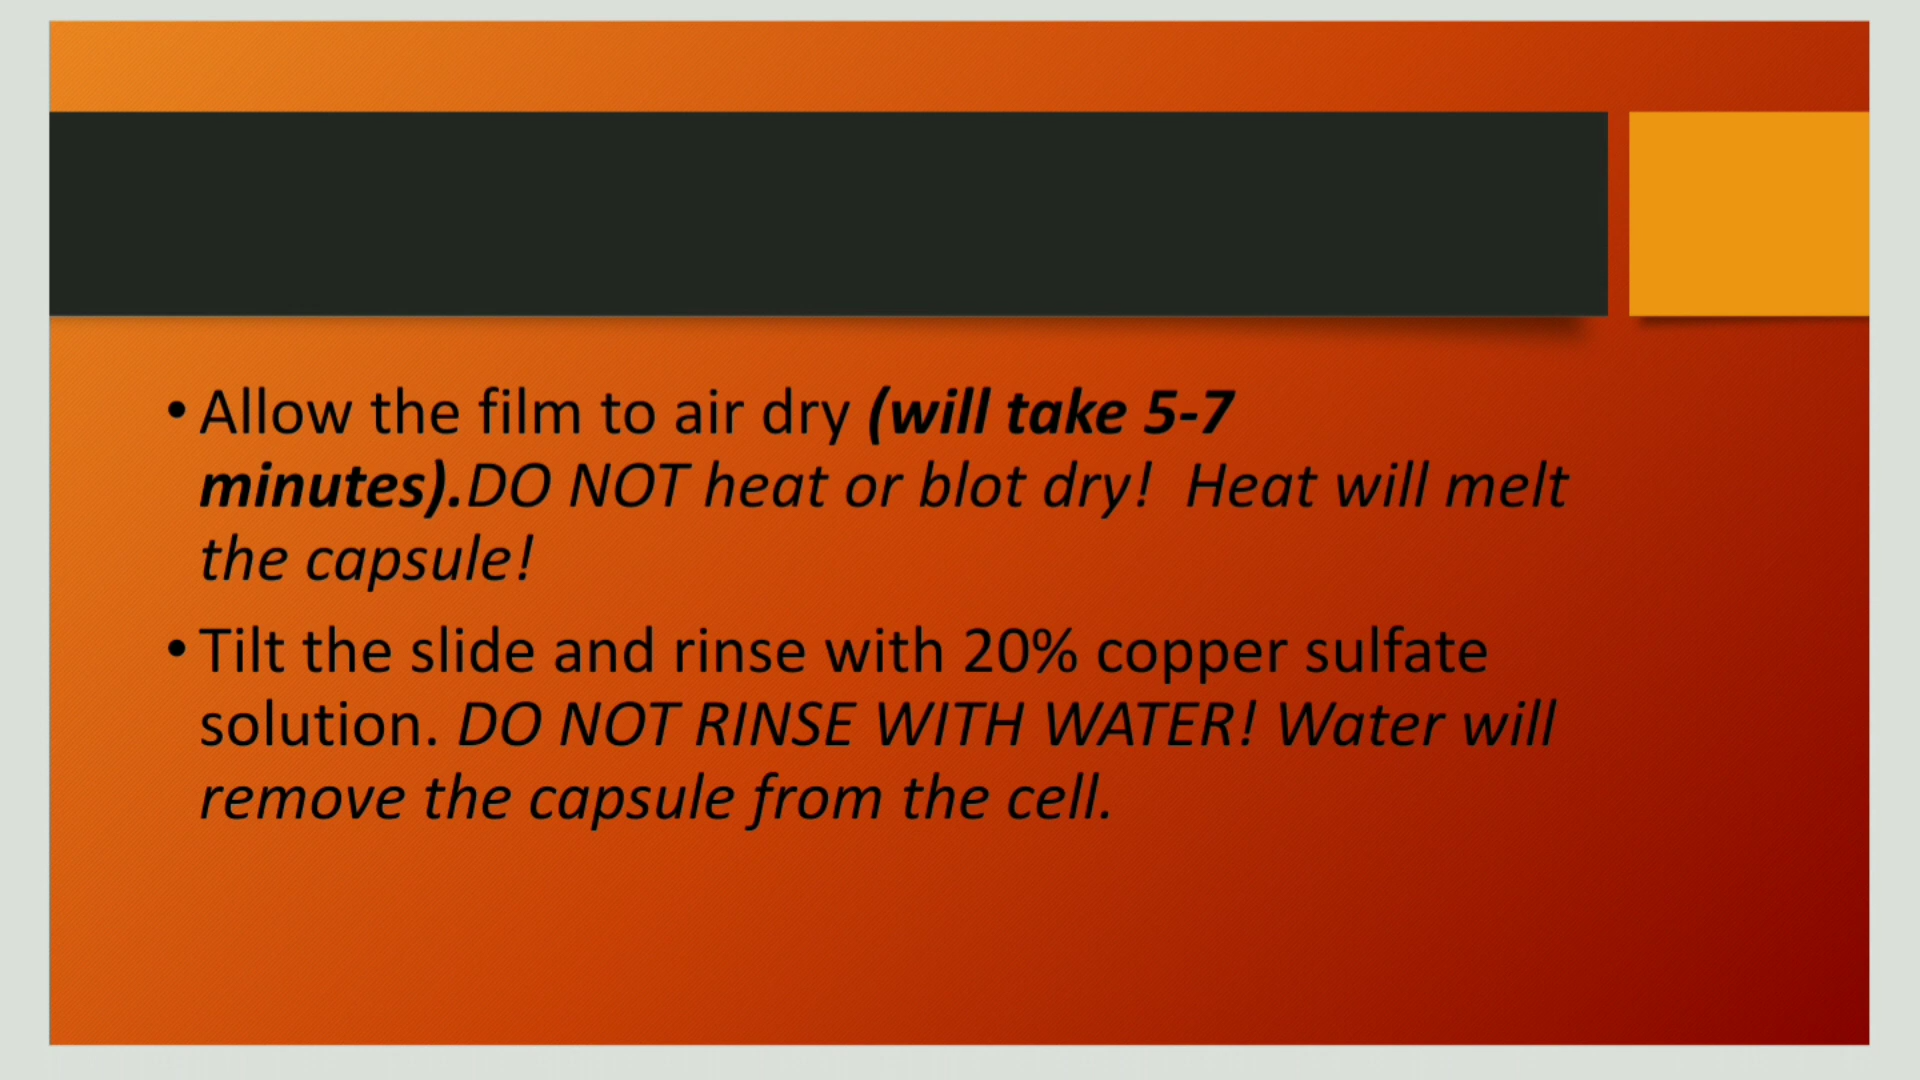 • Allow the film to air dry (will take 5-7
minutes).DO NOT heat or blot dry!  Heat will melt
the capsule!
• Tilt the slide and rinse with 20% copper sulfate
solution. DO NOT RINSE WITH WATER! Water will
remove the capsule from the cell.